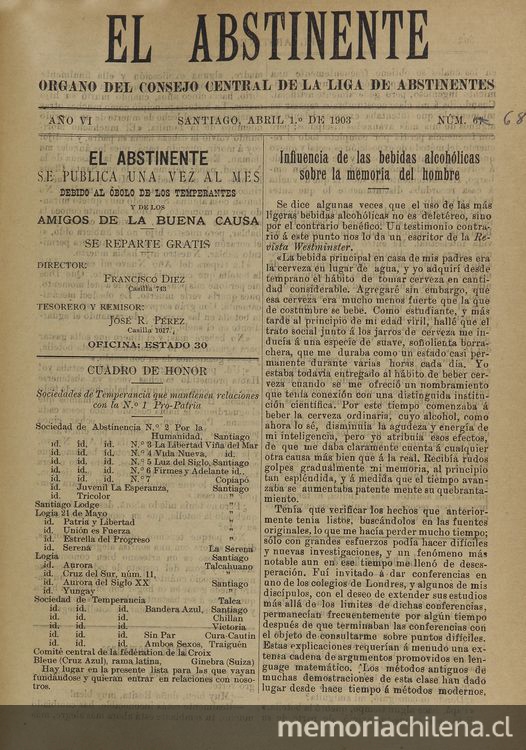 EL ABSTINENTE
ORGANO DEL CONSEJO CENTRAL DE LA LIGA DE ABSTINENTES
AÑO VI SANTIAGO, ABRIL 1.º DE 1903 NÚM. 67 68
EL ABSTINENTE
SE PUBLICA UNA VEZ AL MES
DEBIDO AL ÓBOLO DE LOS TEMPERANTES
Y DE LOS
AMIGOS DE LA BUENA CAUSA
SE REPARTE GRATIS
DIRECTOR:
FRANCISCO DIEZ
Casilla 743
TESORERO Y REMISOR:
JOSÉ R. PÉREZ
Casilla 1027
OFICINA: ESTADO 30
CUADRO DE HONOR
Sociedades de Temperancia que mantienen relaciones
con la N.º 1 Pro-Patria
Sociedad de Abstinencia N.º 2 Por la
Humanidad, Santiago
id. id. id. N.º 3 La Libertad Viña del Mar
id. id. id. N.º 4 Vida Nueva, id.
id. id. id. N.º 5 Luz del Siglo, Santiago
id. id. id. N.º 6 Firmes y Adelante id.
id. id. id. N.º 7 Copiapó
id. Juvenil La Esperanza, Santiago
id. Tricolor "
Santiago Lodge "
Logia 21 de Mayo "
id. Patria y Libertad "
id. Unión es Fuerza "
id. Estrella del Progreso "
id. Serena La Serena
Logia Santiago
id. Aurora Talcahuano
id. Cruz del Sur, núm. 11, "
id. Aurora del Siglo XX Santiago
id. Yungay "
Sociedad de Temperancia Talca
id. id. id. Bandera Azul, Santiago
id. id. id. Chillan
id. id. id. Victoria
id. id. id. Sin Par Cura-Cautin
id. id. id. Ambos Sexos, Traiguén
Comité central de la Fédération de la Croix
Bleue (Cruz Azul), rama latina, Ginebra (Suiza)
Hay lugar en la presente lista para las que vayan
fundándose y quieran entrar en relaciones con noso-
tros.
Influencia de las bebidas alcohólicas
sobre la memoria del hombre
Se dice algunas veces que el uso de las más
ligeras bebidas alcohólicas no es deletéreo, sino
por el contrario benéfico: Un testimonio contra-
rió á este punto nos lo da un escritor de la Re-
vista Westminster.
«La bebida principal en casa de mis padres era
la cerveza en lugar de agua, y yo adquirí desde
temprano el hábito de tomar cerveza en canti-
dad considerable. Agregaré sin embargo, que
esa cerveza era mucho menos fuerte que la que
de costumbre se bebe. Como estudiante, y más
tarde al principio de mi edad viril, hallé que el
trato social junto á los jarros de cerveza me in-
ducía á una especie de suave, soñolienta borra-
chera, que me duraba como un estado casi per-
manente durante várias horas cada día. Yo
estaba todavía entregado al hábito de beber cer-
veza cuando se me ofreció un nombramiento
que tenía conexión con una distinguida institu-
ción científica. Por este tiempo comenzaba á
beber la cerveza ordinaria, cuyo alcohol, como
ahora lo sé, disminuía la agudeza y energía de
mi inteligencia, pero yo atribuía esos efectos,
de que me daba claramente cuenta á cualquier
otra causa más bien que á la real. Recibía rudos
golpes gradualmente mi memoria, al principio
tan espléndida, y á medida que el tiempo avan-
zaba se aumentaba patente mente su quebranta-
miento.
Tenía que verificar los hechos que anterior-
mente tenía listos, buscándolos en las fuentes
originales, lo que me hacía perder mucho tiempo;
sólo con grandes esfuerzos podía hacer difíciles
y nuevas investigaciones, y un fenómeno más
notable aun en ese tiempo me llenó de deses-
peración. Fuí invitado á dar conferencias en
uno de los colegios de Londres, y algunos de mis
discípulos, con el deseo de extender sus estudios
más allá de los limites de dichas conferencias,
permanecían frecuentemente por algún tiempo
después de que terminaban las conferencias con
el objeto de consultarme sobre puntos difíciles.
Estas explicaciones requerían á menudo una ex-
tensa cadena de argumentos promovidos en len-
guage matemático. "Los métodos antiguos de
muchas demostraciones de esta clase han dado
lugar desde hace tiempo á métodos modernos,
memoriachilena.cl